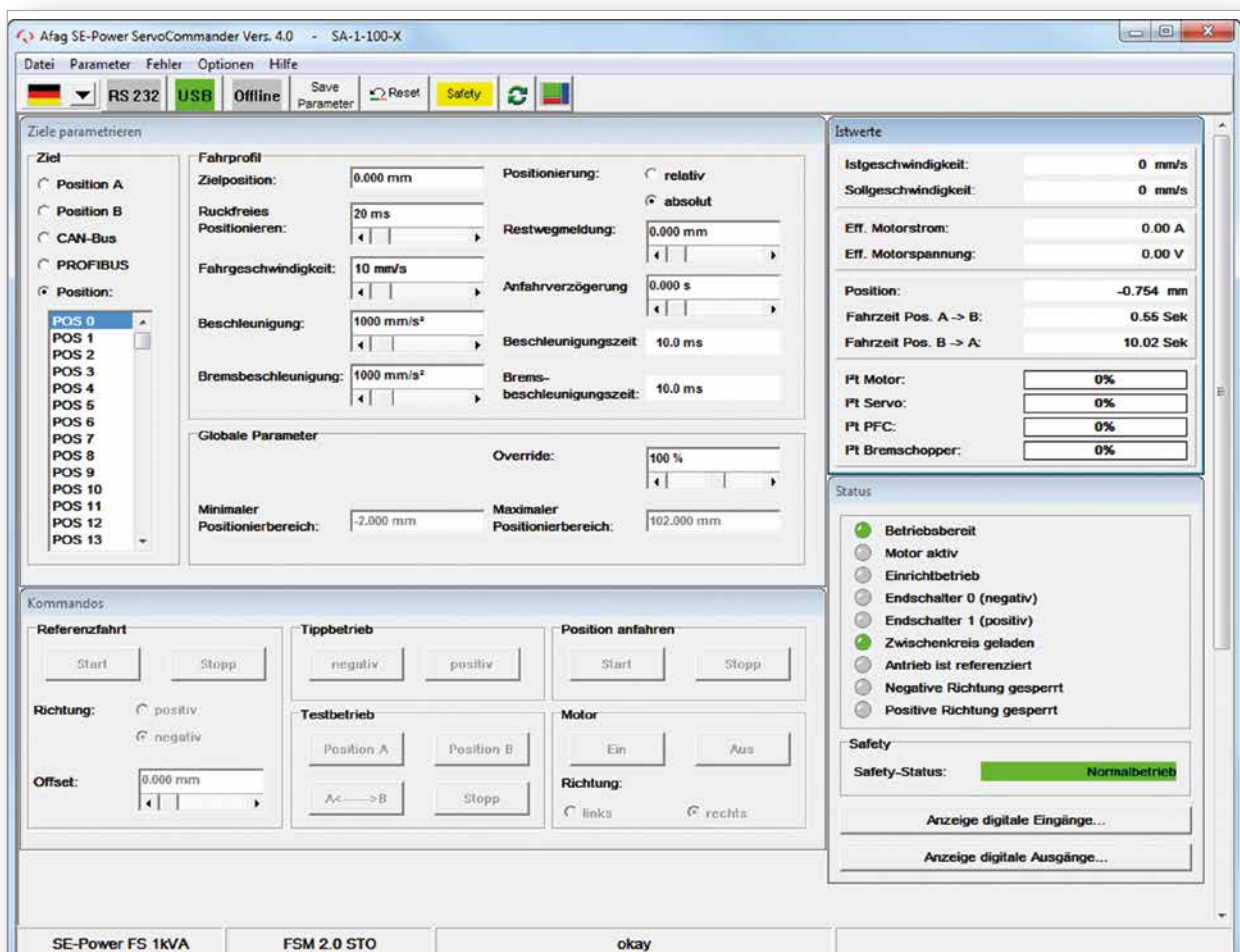 Afag SE-Power ServoCommander Vers. 4.0 - SA-1-100-X
Datei Parameter Fehler Optionen Hilfe
RS 232 USB Offline Save Parameter Reset Safety
Ziele parametrieren
Ziel
Position A
Position B
CAN-Bus
PROFIBUS
Position:
POS 0
POS 1
POS 2
POS 3
POS 4
POS 5
POS 6
POS 7
POS 8
POS 9
POS 10
POS 11
POS 12
POS 13
Fahrprofil
Zielposition: 0.000 mm
Ruckfreies
Positionieren: 20 ms
Fahrgeschwindigkeit: 10 mm/s
Beschleunigung: 1000 mm/s²
Bremsbeschleunigung: 1000 mm/s²
Positionierung: relativ
absolut
Restwegmeldung: 0.000 mm
Anfahrverzögerung 0.000 s
Beschleunigungszeit 10.0 ms
Brems-
beschleunigungszeit: 10.0 ms
Globale Parameter
Override: 100 %
Minimaler
Positionierbereich: -2.000 mm
Maximaler
Positionierbereich: 102.000 mm
Kommandos
Referenzfahrt
Start Stopp
Richtung: positiv
negativ
Offset: 0.000 mm
Tippbetrieb
negativ positiv
Testbetrieb
Position A Position B
A<---->B Stopp
Position anfahren
Start Stopp
Motor
Ein Aus
Richtung:
links rechts
Istwerte
Istgeschwindigkeit: 0 mm/s
Sollgeschwindigkeit: 0 mm/s
Eff. Motorstrom: 0.00 A
Eff. Motorspannung: 0.00 V
Position: -0.754 mm
Fahrzeit Pos. A -> B: 0.55 Sek
Fahrzeit Pos. B -> A: 10.02 Sek
I²t Motor: 0%
I²t Servo: 0%
I²t PFC: 0%
I²t Bremschopper: 0%
Status
Betriebsbereit
Motor aktiv
Einrichtbetrieb
Endschalter 0 (negativ)
Endschalter 1 (positiv)
Zwischenkreis geladen
Antrieb ist referenziert
Negative Richtung gesperrt
Positive Richtung gesperrt
Safety
Safety-Status: Normalbetrieb
Anzeige digitale Eingänge...
Anzeige digitale Ausgänge...
SE-Power FS 1kVA FSM 2.0 STO okay